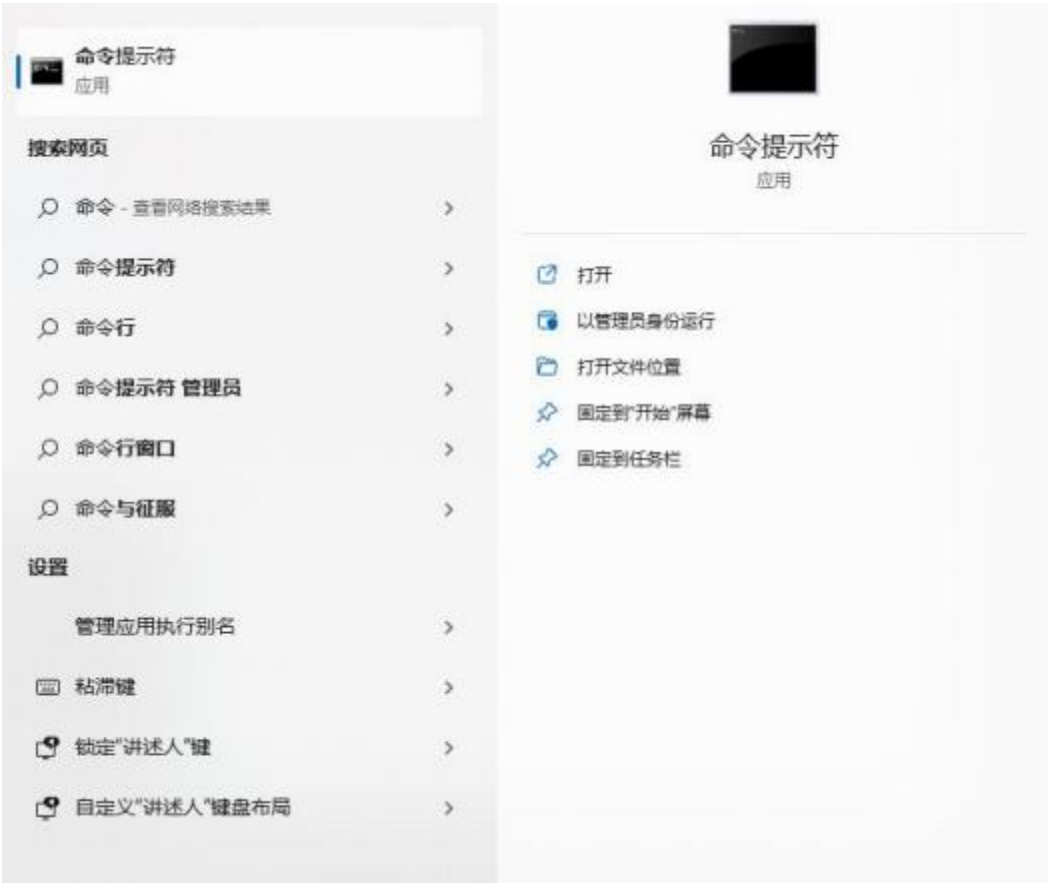 命令提示符
应用
搜索网页
命令 - 查看网络搜索结果
命令提示符
命令行
命令提示符 管理员
命令行窗口
命令与征服
设置
管理应用执行别名
粘滞键
锁定"讲述人"键
自定义"讲述人"键盘布局
命令提示符
应用
打开
以管理员身份运行
打开文件位置
固定到"开始"屏幕
固定到任务栏